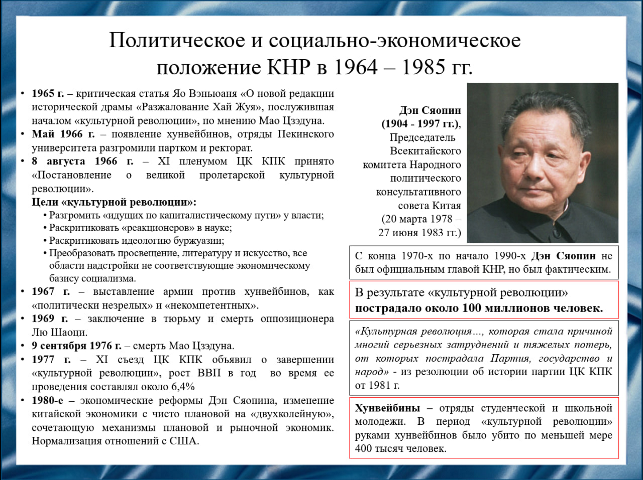 Политическое и социально-экономическое
положение КНР в 1964 – 1985 гг.
• 1965 г. – критическая статья Яо Вэньюаня «О новой редакции
исторической драмы «Разжалование Хай Жуя», послужившая
началом «культурной революции», по мнению Мао Цзэдуна.
• Май 1966 г. – появление хунвейбинов, отряды Пекинского
университета разгромили партком и ректорат.
• 8 августа 1966 г. – XI пленумом ЦК КПК принято
«Постановление о великой пролетарской культурной
революции».
Цели «культурной революции»:
• Разгромить «идущих по капиталистическому пути» у власти;
• Раскритиковать «реакционеров» в науке;
• Раскритиковать идеологию буржуазии;
• Преобразовать просвещение, литературу и искусство, все
области надстройки не соответствующие экономическому
базису социализма.
• 1967 г. – выставление армии против хунвейбинов, как
«политически незрелых» и «некомпетентных».
• 1969 г. – заключение в тюрьму и смерть оппозиционера
Лю Шаоци.
• 9 сентября 1976 г. – смерть Мао Цзэдуна.
• 1977 г. – XI съезд ЦК КПК объявил о завершении
«культурной революции», рост ВВП в год во время ее
проведения составлял около 6,4%
• 1980-е – экономические реформы Дэн Сяопина, изменение
китайской экономики с чисто плановой на «двухколейную»,
сочетающую механизмы плановой и рыночной экономик.
Нормализация отношений с США.
Дэн Сяопин
(1904 - 1997 гг.),
Председатель
Всекитайского
комитета Народного
политического
консультативного
совета Китая
(20 марта 1978 –
27 июня 1983 гг.)
С конца 1970-х по начало 1990-х Дэн Сяопин не
был официальным главой КНР, но был фактическим.
В результате «культурной революции»
пострадало около 100 миллионов человек.
«Культурная революция…, которая стала причиной
многий серьезных затруднений и тяжелых потерь,
от которых пострадала Партия, государство и
народ» - из резолюции об истории партии ЦК КПК
от 1981 г.
Хунвейбины – отряды студенческой и школьной
молодежи. В период «культурной революции»
руками хунвейбинов было убито по меньшей мере
400 тысяч человек.